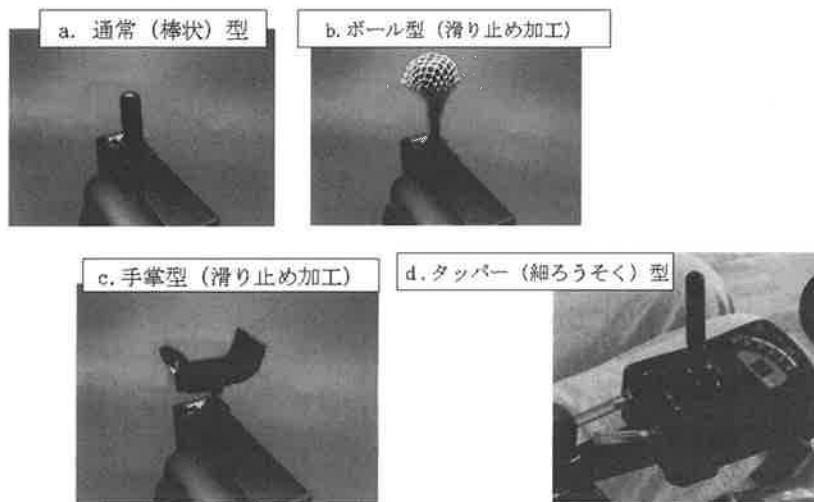 a. 通常（棒状）型
b.ボール型（滑り止め加工）
c.手掌型（滑り止め加工）
d.タッパー（細ろうそく）型